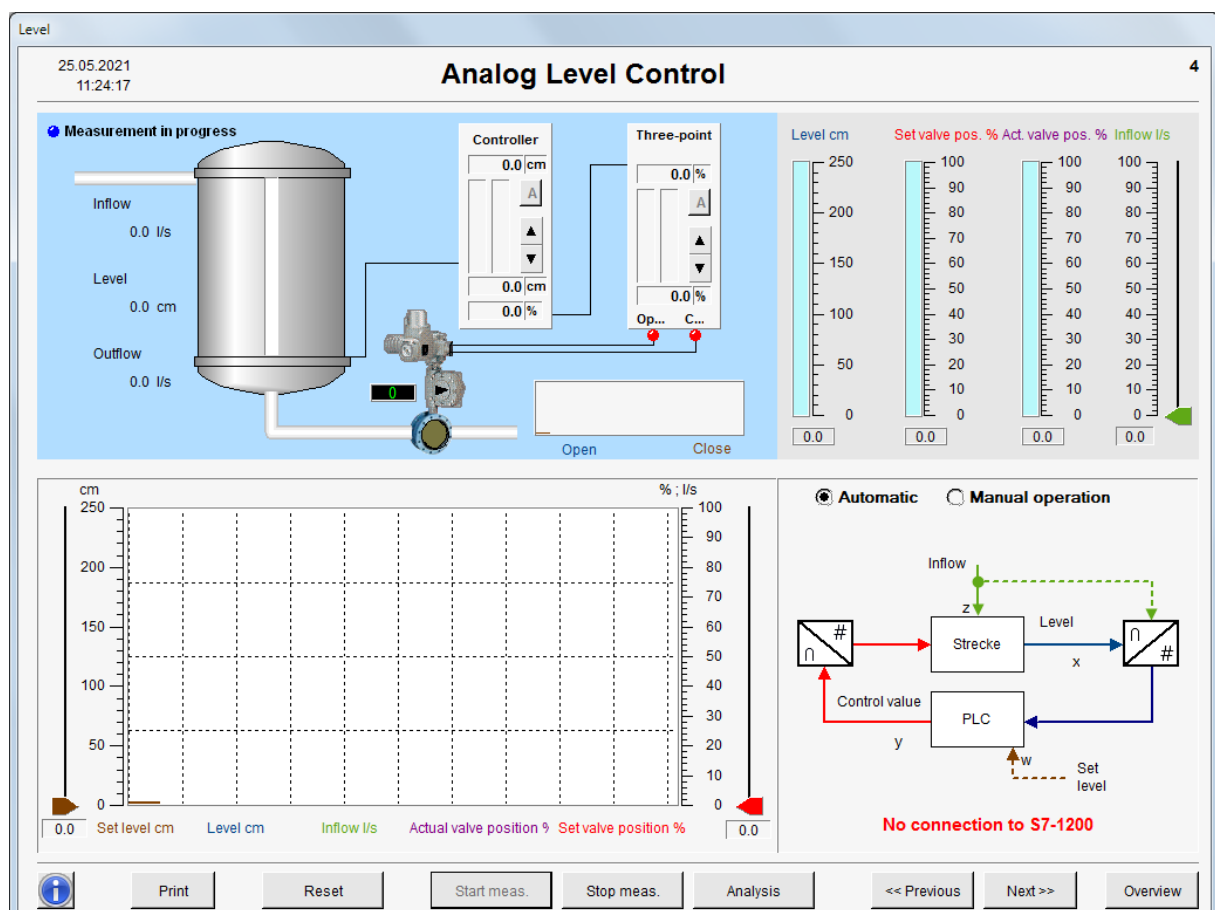 Level
25.05.2021
11:24:17
Analog Level Control
4
Measurement in progress
Inflow
0.0 l/s
Level
0.0 cm
Outflow
0.0 l/s
Controller
0.0 cm
A
0.0 cm
0.0 %
Three-point
0.0 %
A
0.0 %
Op... C...
0
Open Close
Level cm Set valve pos. % Act. valve pos. % Inflow l/s
250 100 100 100
90 90 90
200 80 80 80
70 70 70
150 60 60 60
50 50 50
100 40 40 40
30 30 30
50 20 20 20
10 10 10
0 0 0 0
0.0 0.0 0.0 0.0
cm % ; l/s
250 100
90
200 80
70
150 60
50
100 40
30
50 20
10
0 0
0.0 Set level cm Level cm Inflow l/s Actual valve position % Set valve position % 0.0
Automatic Manual operation
Inflow
z
# ∩
Strecke
Level
x
∩ #
Control value
y
PLC
w
Set
level
No connection to S7-1200
Print Reset Start meas. Stop meas. Analysis << Previous Next >> Overview